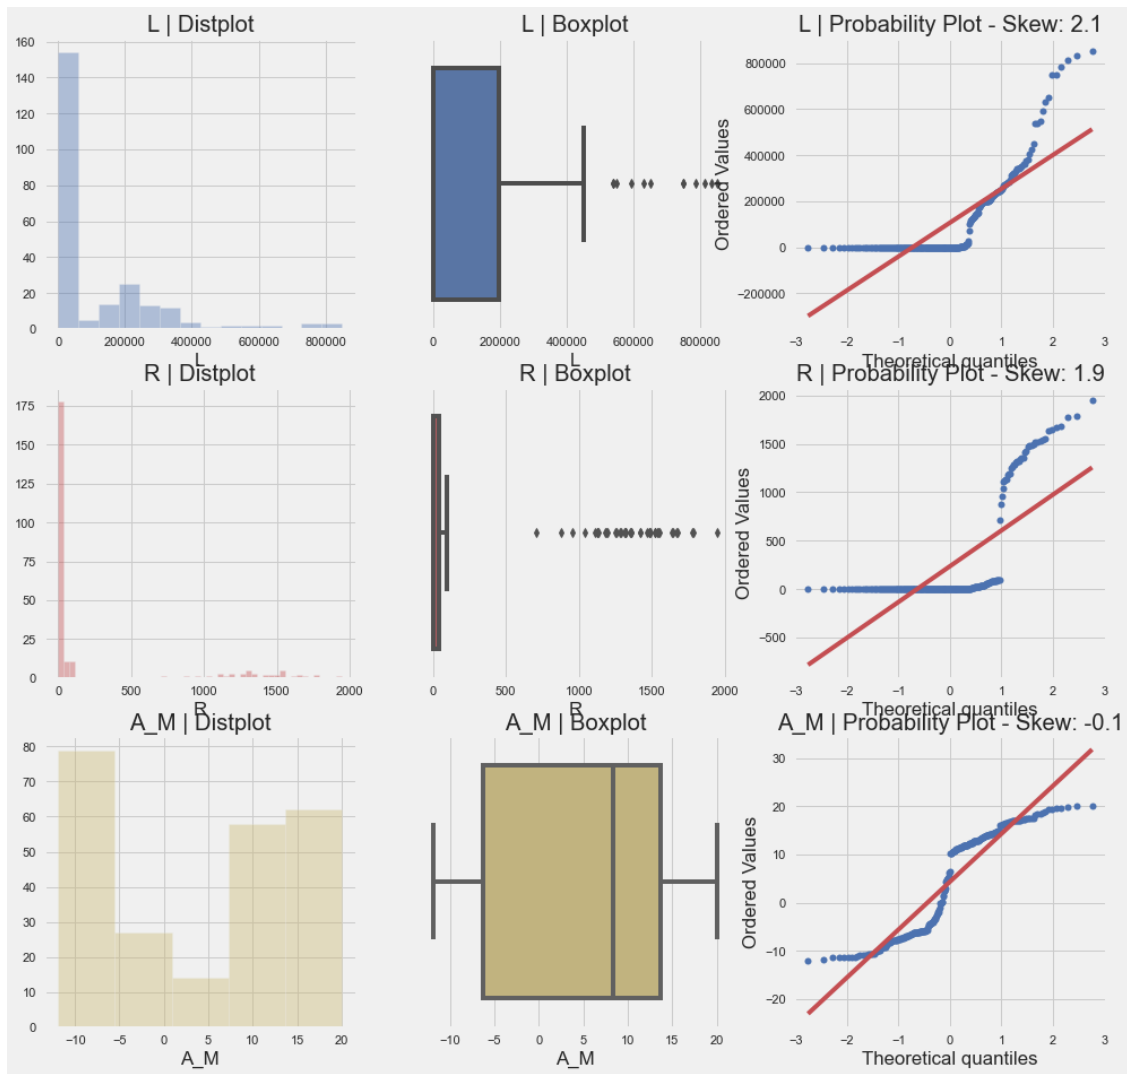 L | Distplot
160
140
120
100
80
60
40
20
0
0 200000 400000 600000 800000
L
L | Boxplot
0 200000 400000 600000 800000
L
L | Probability Plot - Skew: 2.1
Ordered Values
800000
600000
400000
200000
0
−200000
−3 −2 −1 0 1 2 3
Theoretical quantiles
R | Distplot
175
150
125
100
75
50
25
0
0 500 1000 1500 2000
R
R | Boxplot
0 500 1000 1500 2000
R
R | Probability Plot - Skew: 1.9
Ordered Values
2000
1500
1000
500
0
−500
−3 −2 −1 0 1 2 3
Theoretical quantiles
A_M | Distplot
80
70
60
50
40
30
20
10
0
−10 −5 0 5 10 15 20
A_M
A_M | Boxplot
−10 −5 0 5 10 15 20
A_M
A_M | Probability Plot - Skew: -0.1
Ordered Values
30
20
10
0
−10
−20
−3 −2 −1 0 1 2 3
Theoretical quantiles